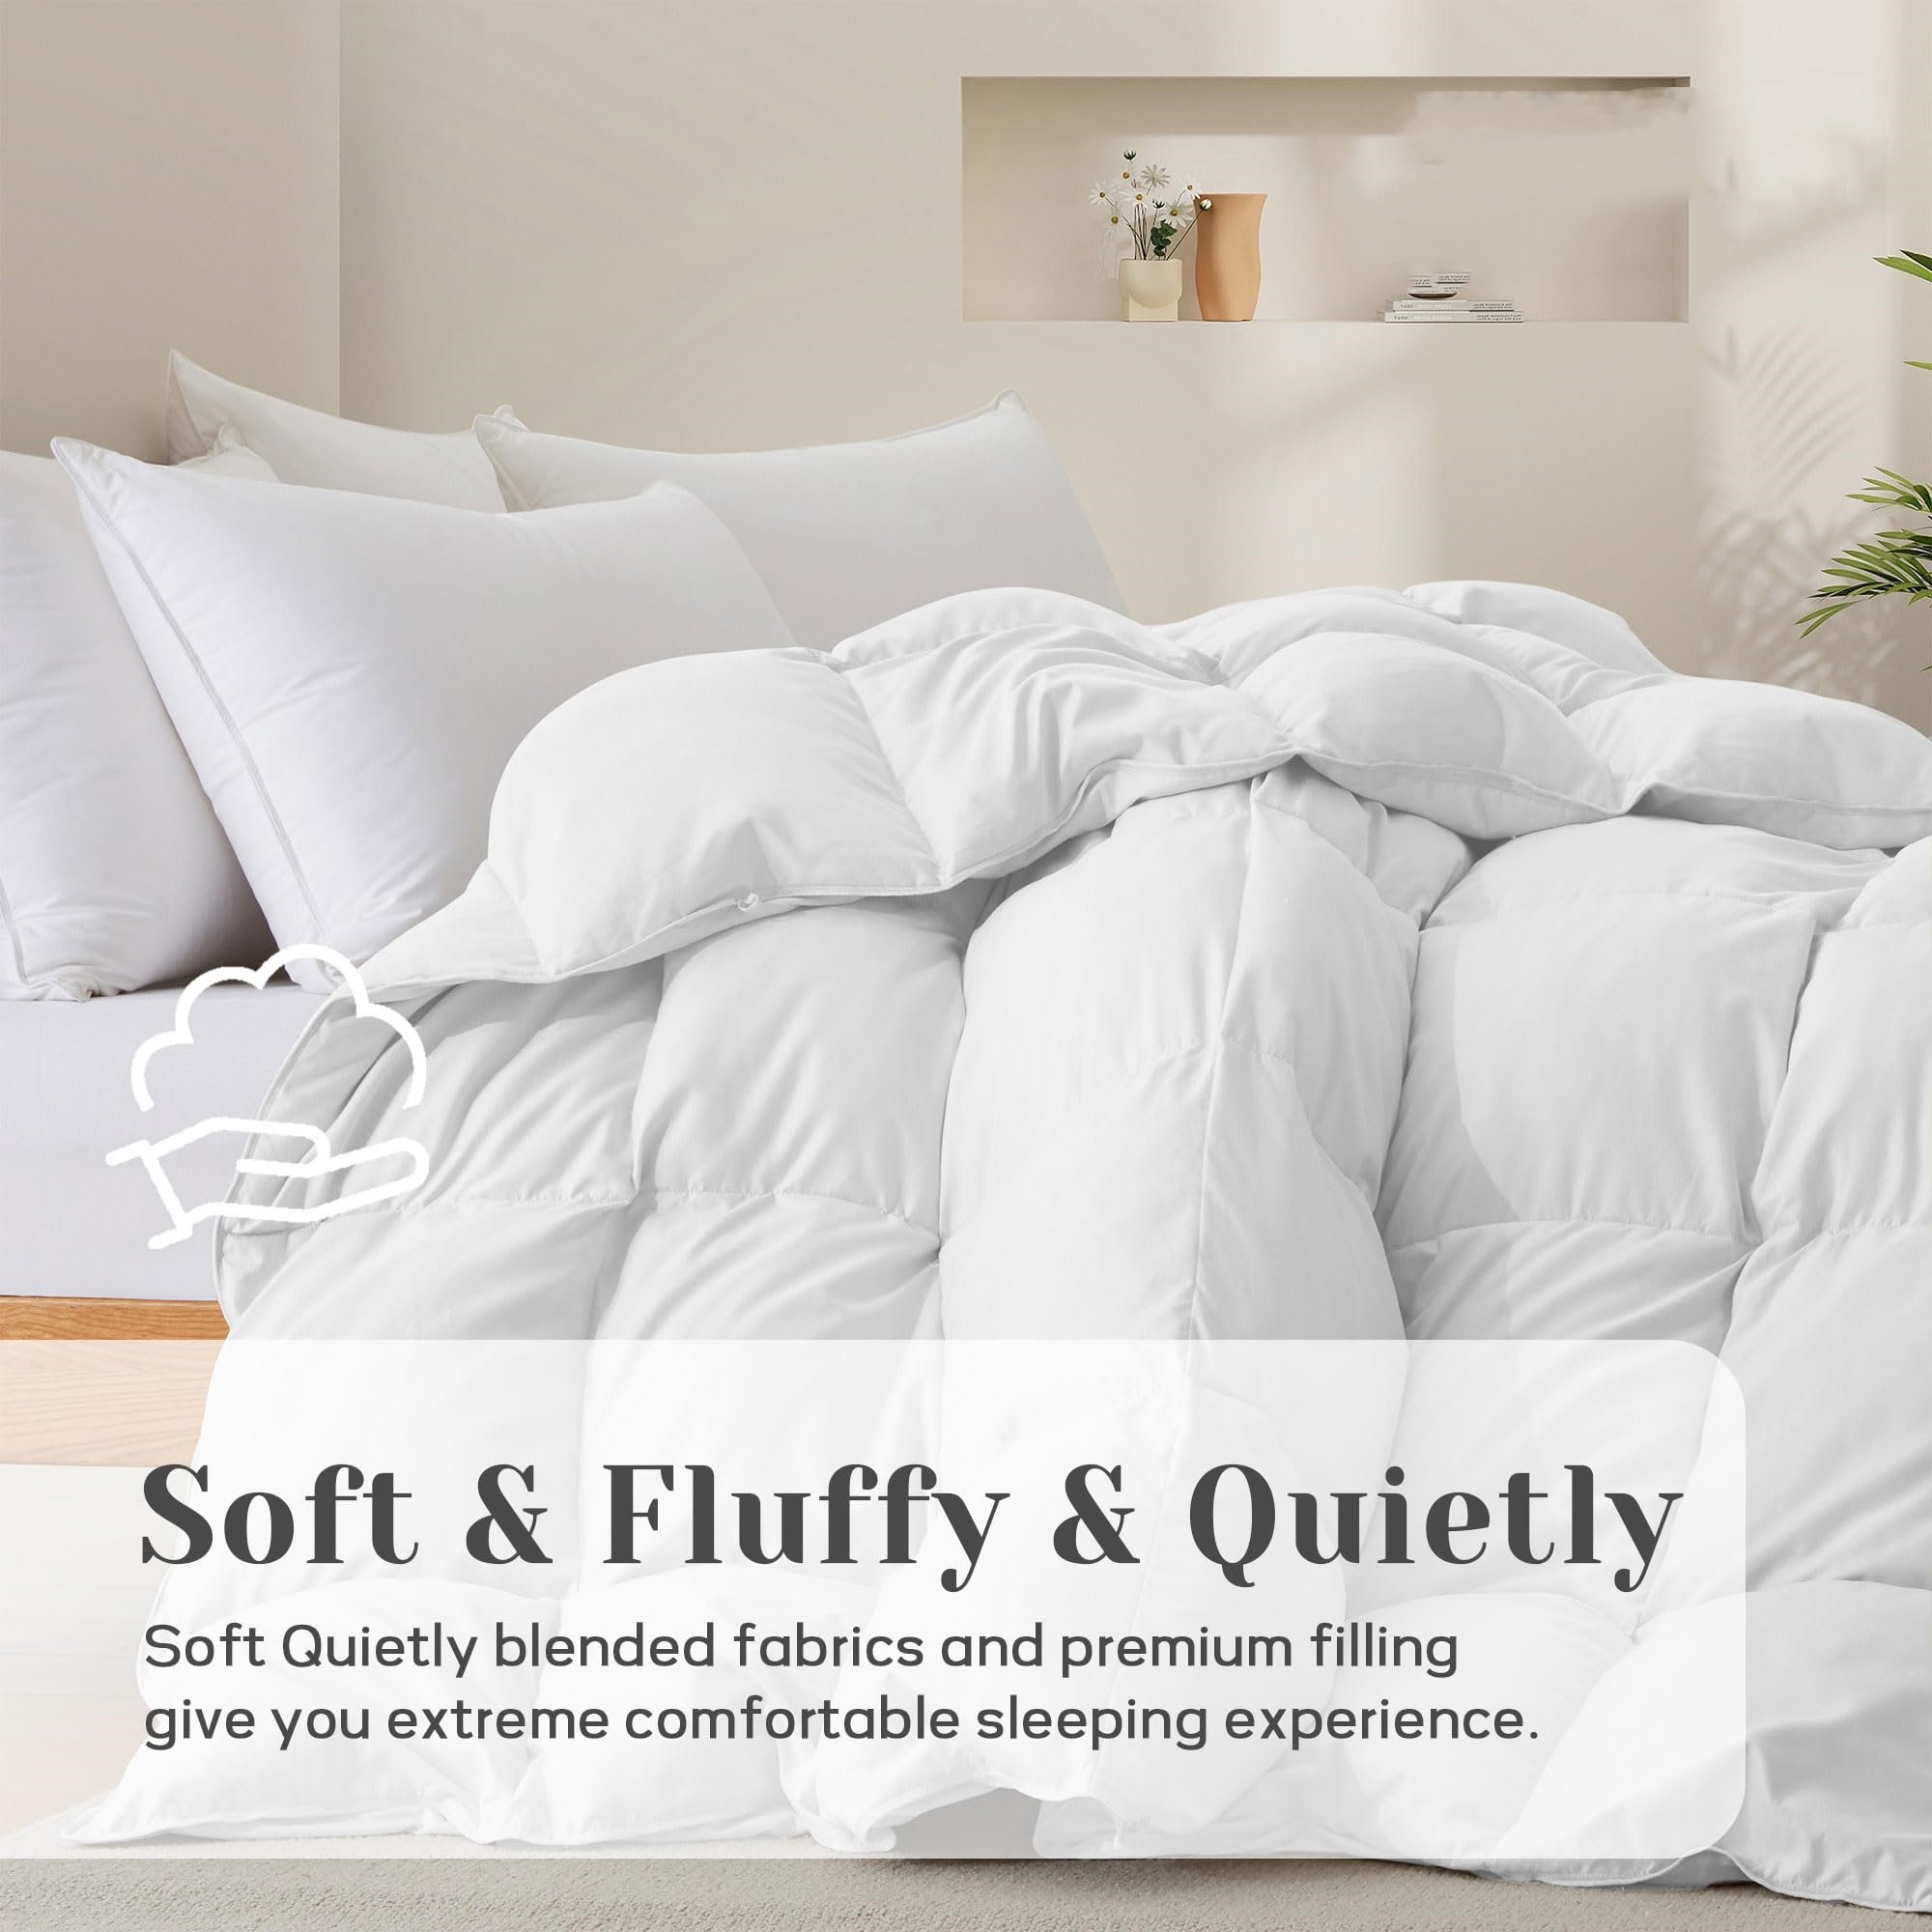 Soft & Fluffy & Quietly
Soft Quietly blended fabrics and premium filling
give you extreme comfortable sleeping experience.